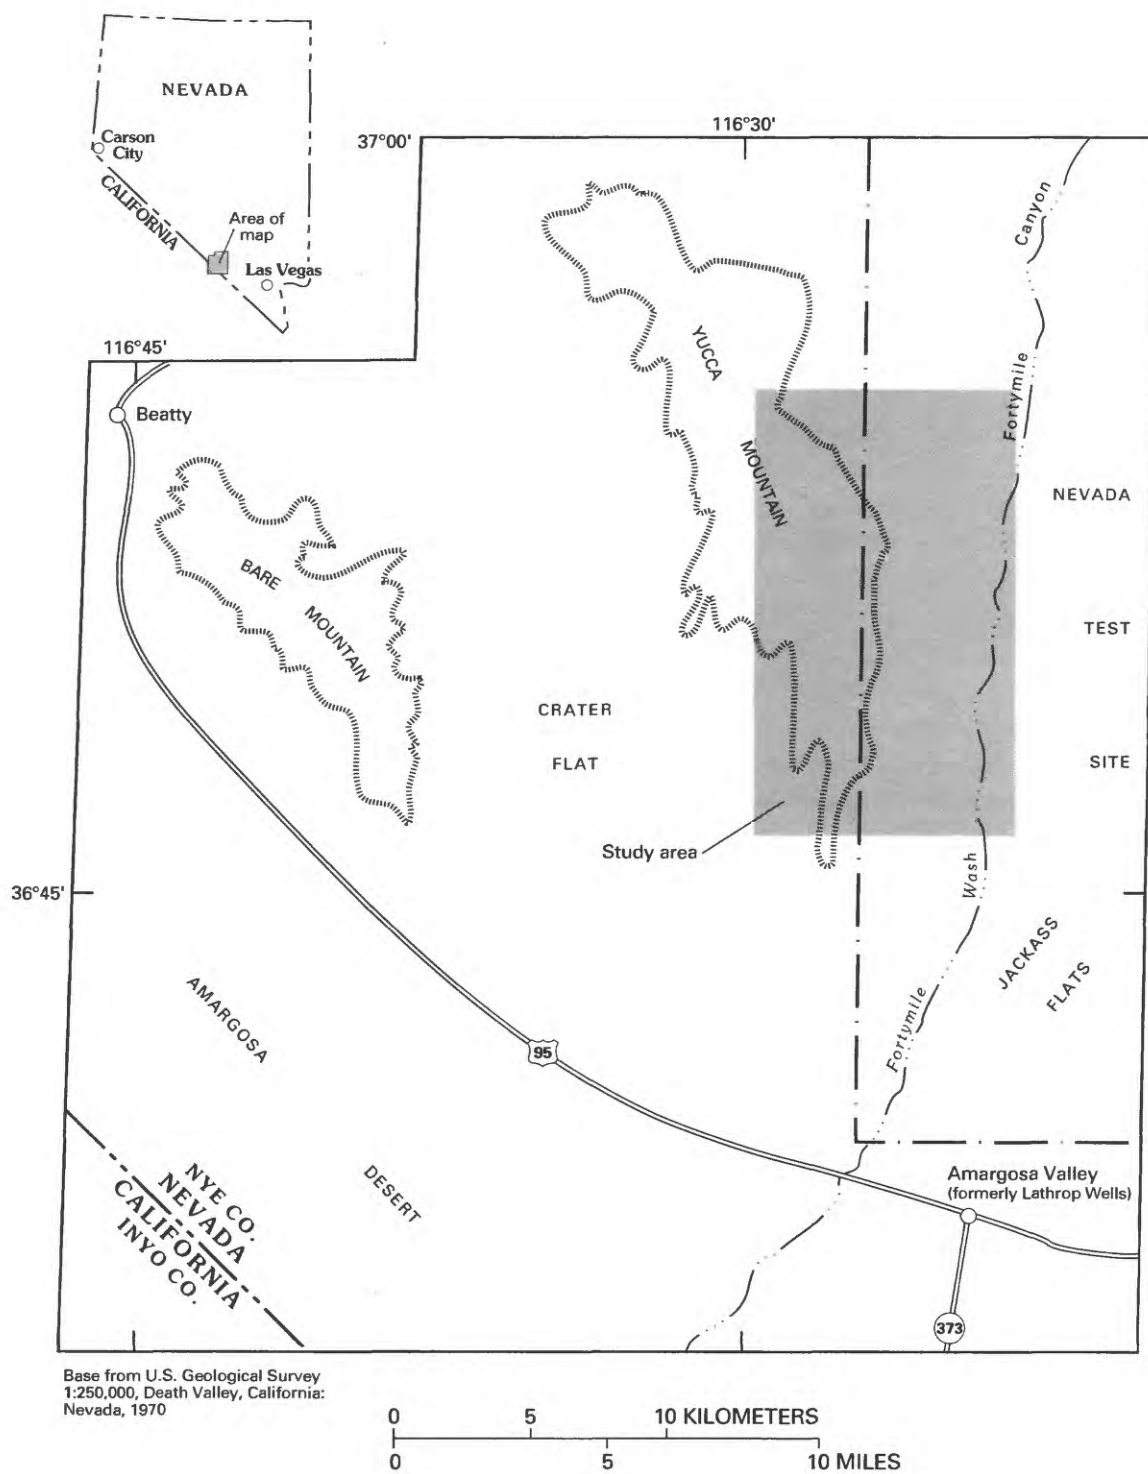 NEVADA
Carson
City
CALIFORNIA
Area of
map
Las Vegas
116°30'
37°00'
Canyon
Fortymile
116°45'
Beatty
YUCCA
MOUNTAIN
NEVADA
TEST
SITE
BARE
MOUNTAIN
CRATER
FLAT
Study area
36°45'
Wash
Fortymile
JACKASS
FLATS
AMARGOSA
DESERT
95
NYE CO.
NEVADA
CALIFORNIA
INYO CO.
Amargosa Valley
(formerly Lathrop Wells)
373
Base from U.S. Geological Survey
1:250,000, Death Valley, California:
Nevada, 1970
0 5 10 KILOMETERS
0 5 10 MILES